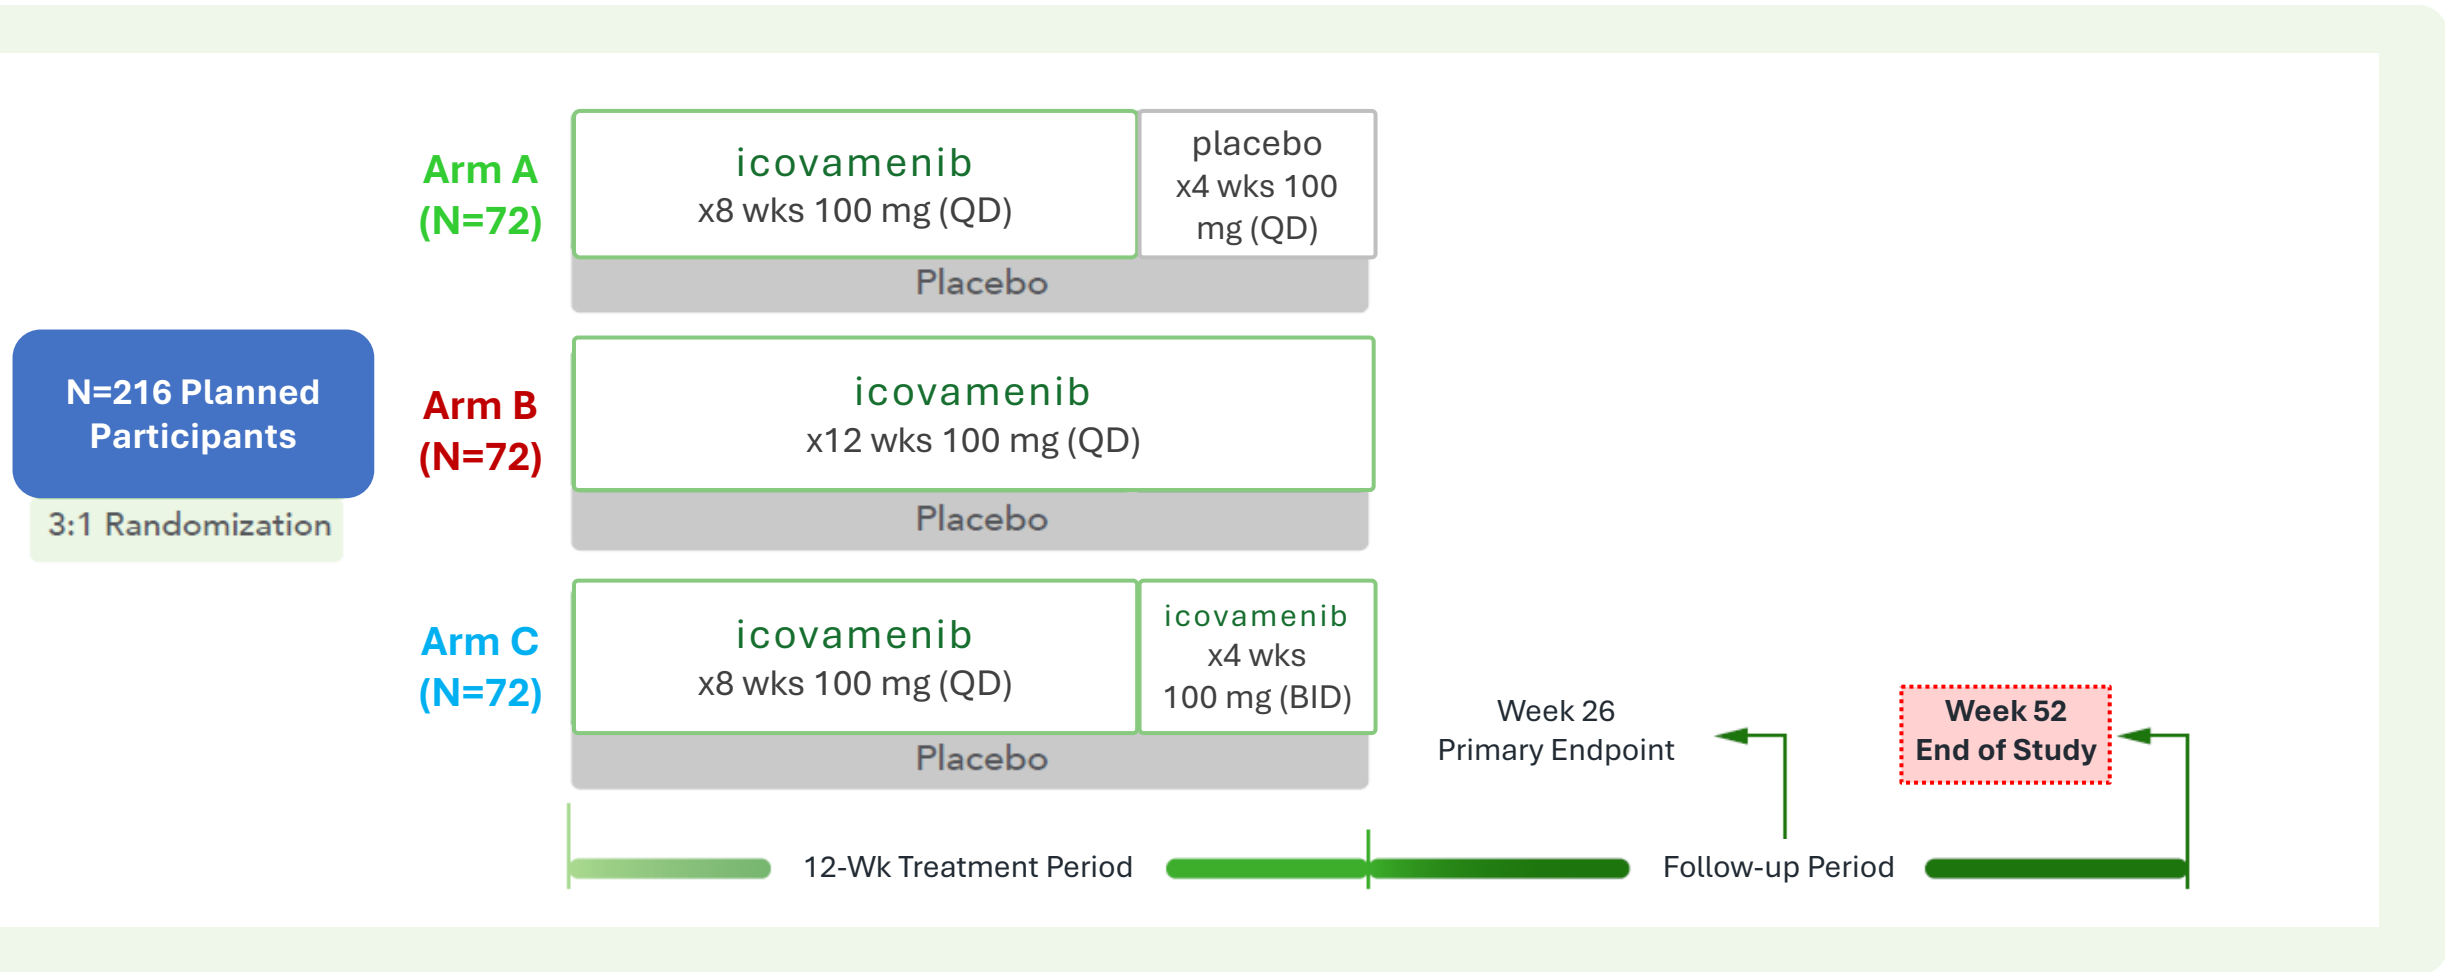 N=216 Planned
Participants
3:1 Randomization
Arm A
(N=72)
icovamenib
x8 wks 100 mg (QD)
placebo
x4 wks 100
mg (QD)
Placebo
Arm B
(N=72)
icovamenib
x12 wks 100 mg (QD)
Placebo
Arm C
(N=72)
icovamenib
x8 wks 100 mg (QD)
icovamenib
x4 wks
100 mg (BID)
Placebo
Week 26
Primary Endpoint
Week 52
End of Study
12-Wk Treatment Period
Follow-up Period